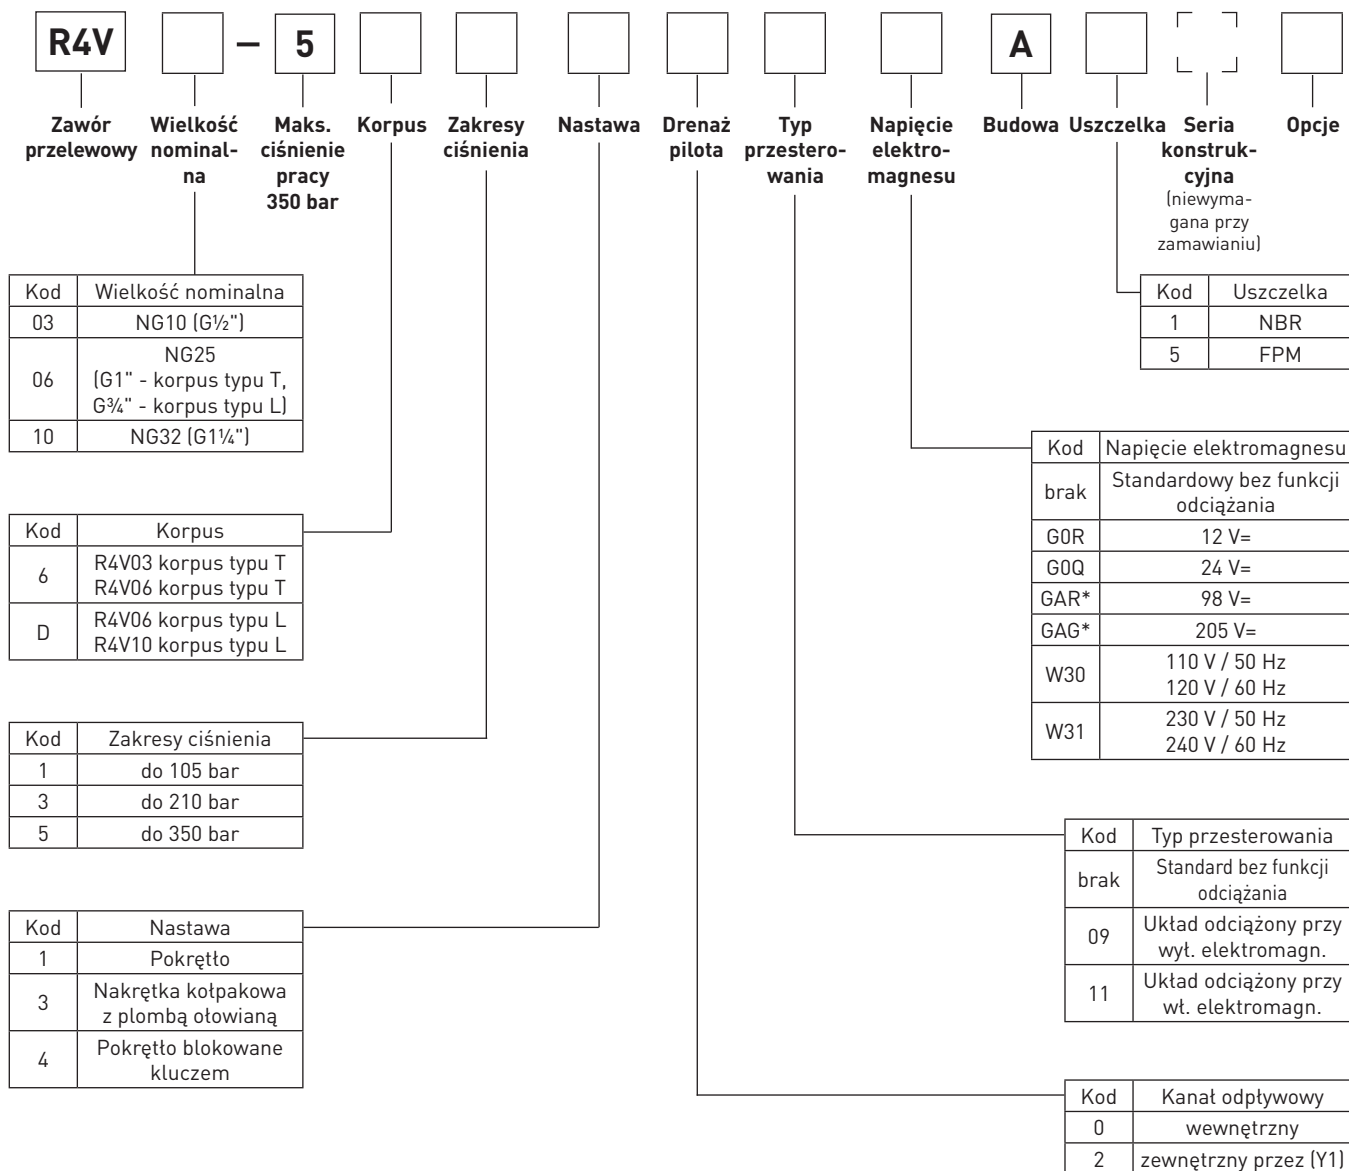 R4V – 5 A
Zawór przelewowy
Wielkość nominal-na
Maks. ciśnienie pracy 350 bar
Korpus
Zakresy ciśnienia
Nastawa
Drenaż pilota
Typ przestero-wania
Napięcie elektro-magnesu
Budowa
Uszczelka
Seria konstruk-cyjna
(niewyma-gana przy zamawianiu)
Opcje
Kod Wielkość nominalna
03 NG10 (G½")
06 NG25
(G1" - korpus typu T,
G¾" - korpus typu L)
10 NG32 (G1¼")
Kod Korpus
6 R4V03 korpus typu T
R4V06 korpus typu T
D R4V06 korpus typu L
R4V10 korpus typu L
Kod Zakresy ciśnienia
1 do 105 bar
3 do 210 bar
5 do 350 bar
Kod Nastawa
1 Pokrętło
3 Nakrętka kołpakowa
z plombą ołowianą
4 Pokrętło blokowane
kluczem
Kod Uszczelka
1 NBR
5 FPM
Kod Napięcie elektromagnesu
brak Standardowy bez funkcji
odciążania
G0R 12 V=
G0Q 24 V=
GAR* 98 V=
GAG* 205 V=
W30 110 V / 50 Hz
120 V / 60 Hz
W31 230 V / 50 Hz
240 V / 60 Hz
Kod Typ przesterowania
brak Standard bez funkcji
odciążania
09 Układ odciążony przy
wył. elektromagn.
11 Układ odciążony przy
wł. elektromagn.
Kod Kanał odpływowy
0 wewnętrzny
2 zewnętrzny przez (Y1)